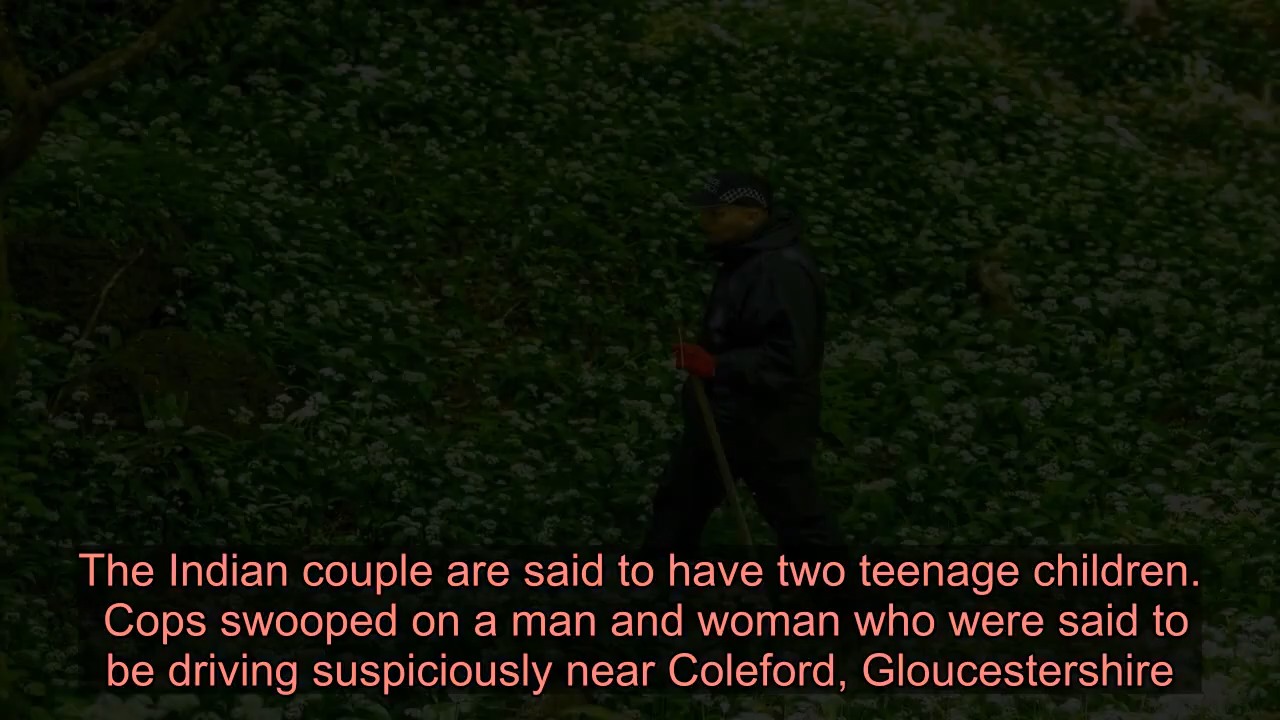 The Indian couple are said to have two teenage children.
Cops swooped on a man and woman who were said to
be driving suspiciously near Coleford, Gloucestershire